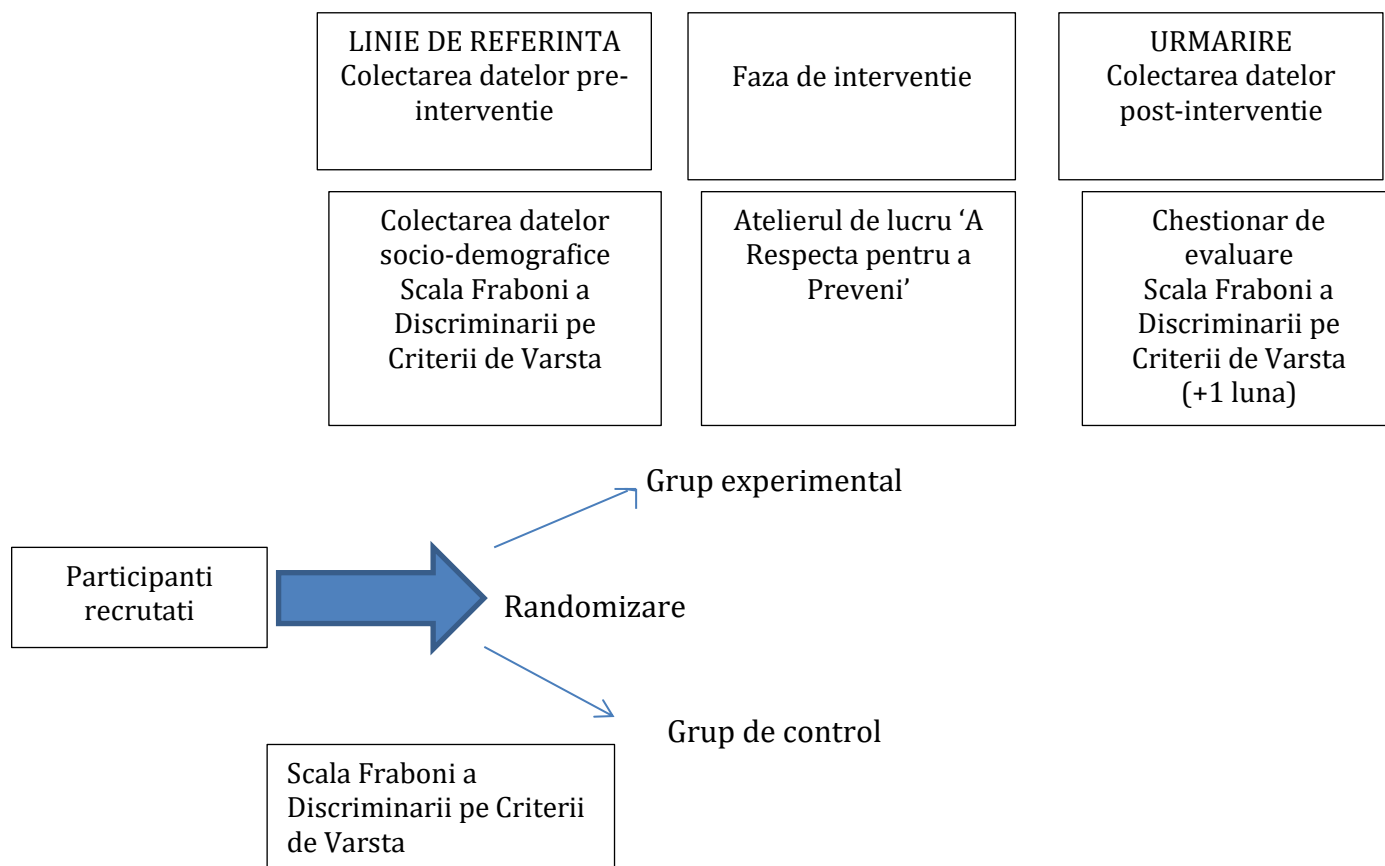 LINIE DE REFERINTA
Colectarea datelor pre-
interventie
Faza de interventie
URMARIRE
Colectarea datelor
post-interventie
Colectarea datelor
socio-demografice
Scala Fraboni a
Discriminarii pe
Criterii de Varsta
Atelierul de lucru ‘A
Respecta pentru a
Preveni’
Chestionar de
evaluare
Scala Fraboni a
Discriminarii pe
Criterii de Varsta
(+1 luna)
Grup experimental
Participanti
recrutati
Randomizare
Grup de control
Scala Fraboni a
Discriminarii pe Criterii
de Varsta